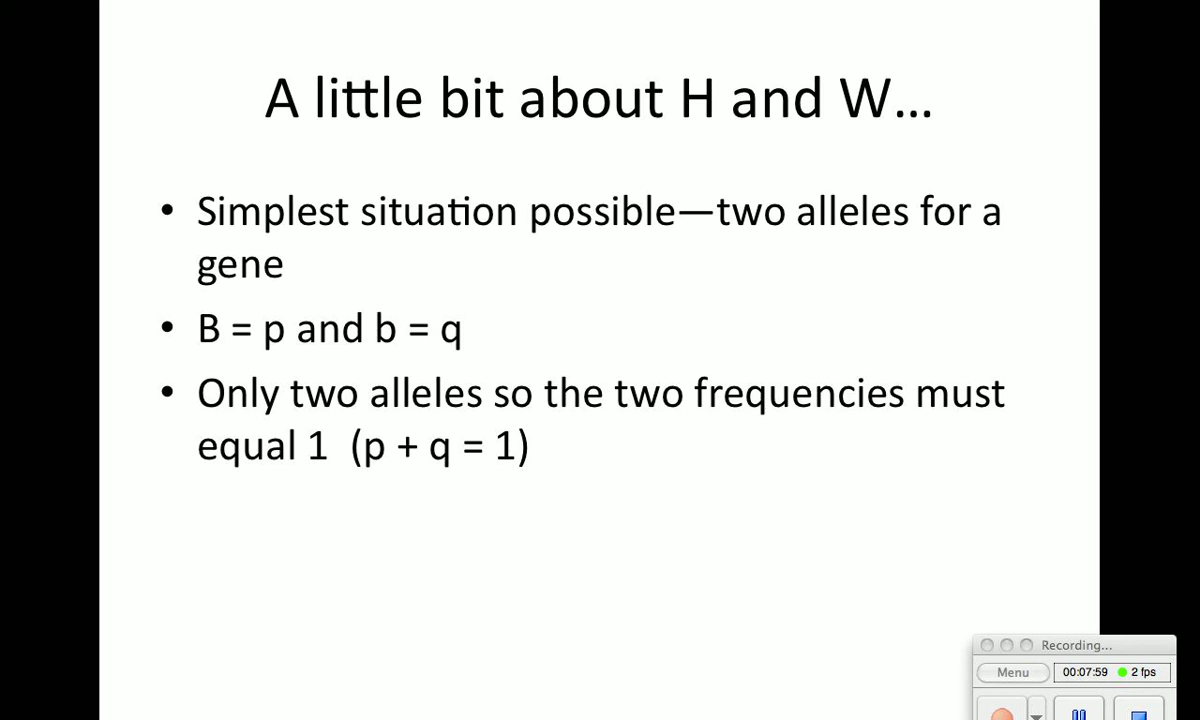 A little bit about H and W...
• Simplest situation possible—two alleles for a
gene
• B = p and b = q
• Only two alleles so the two frequencies must
equal 1  (p + q = 1)
Recording...
Menu 00:07:59 2 fps